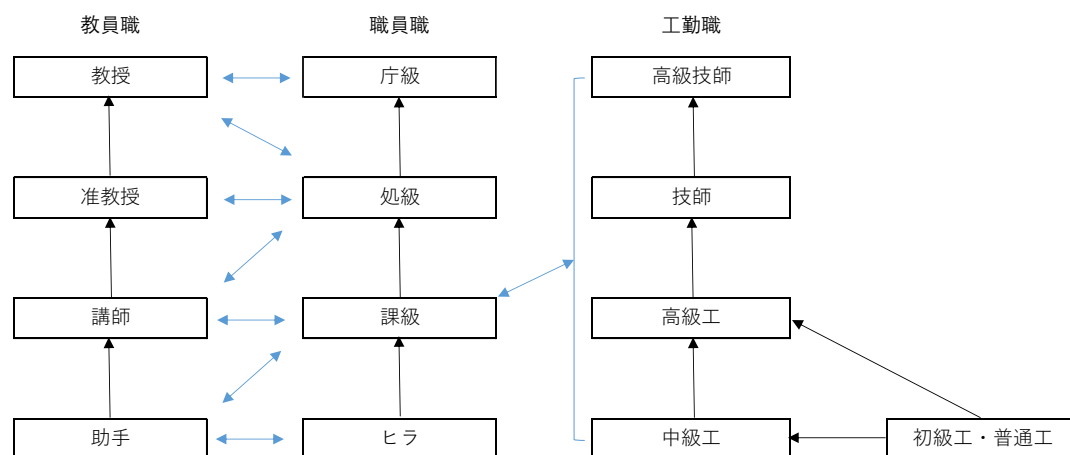 教員職 職員職 工勤職
教授 庁級 高級技師
准教授 処級 技師
講師 課級 高級工
助手 ヒラ 中級工 初級工・普通工